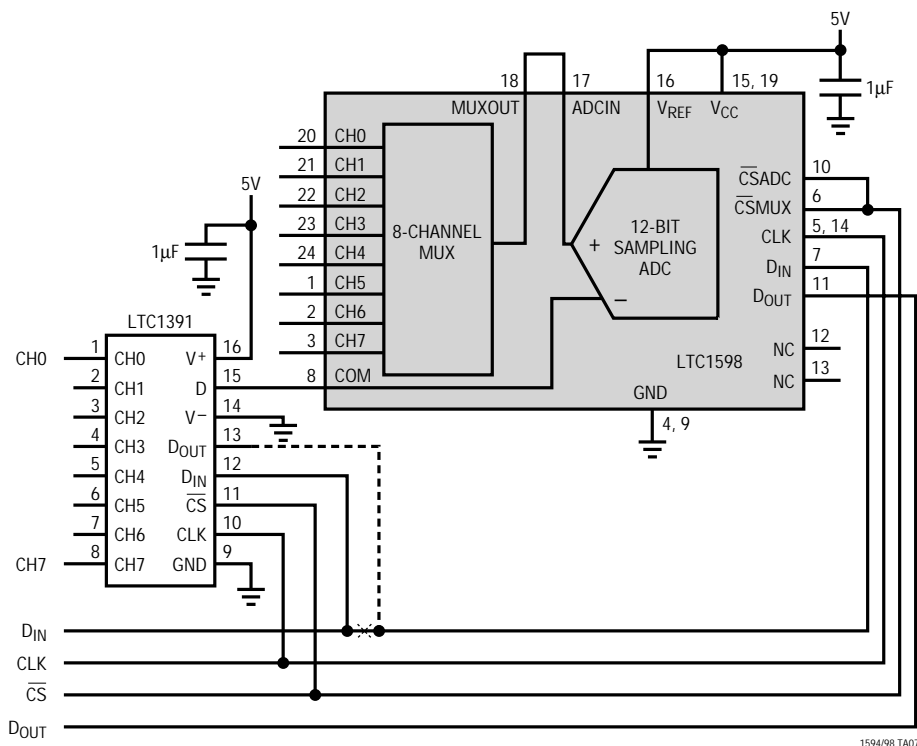 5V
1µF
18
17
16
15, 19
MUXOUT
ADCIN
VREF
VCC
20 CH0
21 CH1
22 CH2
23 CH3
24 CH4
1 CH5
2 CH6
3 CH7
8 COM
8-CHANNEL
MUX
+
12-BIT
SAMPLING
ADC
–
CSADC 10
CSMUX 6
CLK 5, 14
DIN 7
DOUT 11
NC 12
NC 13
LTC1598
GND
4, 9
5V
1µF
LTC1391
CH0 1 CH0 V+ 16
2 CH1 D 15
3 CH2 V– 14
4 CH3 DOUT 13
5 CH4 DIN 12
6 CH5 CS 11
7 CH6 CLK 10
CH7 8 CH7 GND 9
DIN
CLK
CS
DOUT
1594/98 TA07